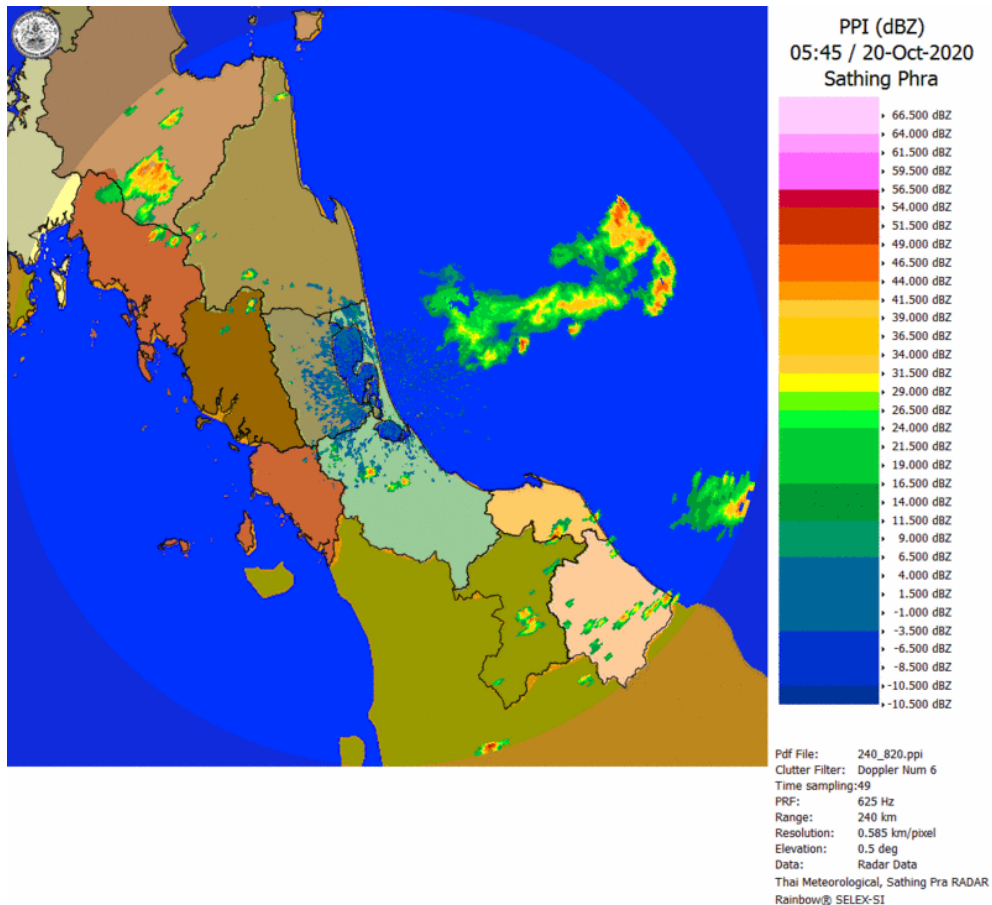 PPI (dBZ)
05:45 / 20-Oct-2020
Sathing Phra
66.500 dBZ
64.000 dBZ
61.500 dBZ
59.500 dBZ
56.500 dBZ
54.000 dBZ
51.500 dBZ
49.000 dBZ
46.500 dBZ
44.000 dBZ
41.500 dBZ
39.000 dBZ
36.500 dBZ
34.000 dBZ
31.500 dBZ
29.000 dBZ
26.500 dBZ
24.000 dBZ
21.500 dBZ
19.000 dBZ
16.500 dBZ
14.000 dBZ
11.500 dBZ
9.000 dBZ
6.500 dBZ
4.000 dBZ
1.500 dBZ
-1.000 dBZ
-3.500 dBZ
-6.500 dBZ
-8.500 dBZ
-10.500 dBZ
-10.500 dBZ
Pdf File: 240_820.ppi
Clutter Filter: Doppler Num 6
Time sampling:49
PRF: 625 Hz
Range: 240 km
Resolution: 0.585 km/pixel
Elevation: 0.5 deg
Data: Radar Data
Thai Meteorological, Sathing Pra RADAR
Rainbow® SELEX-SI